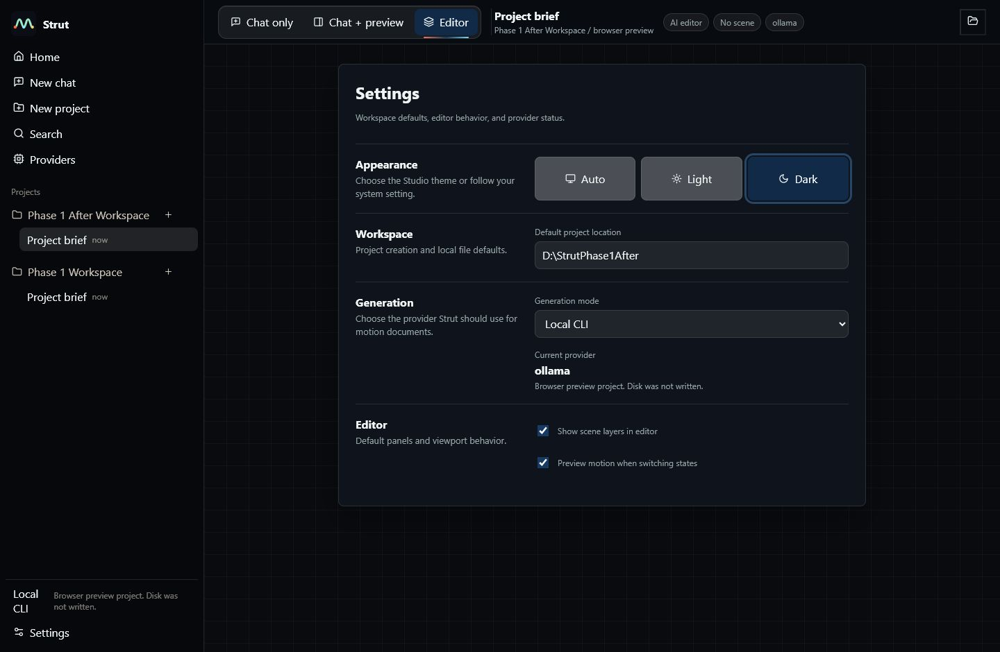 Strut
Home
New chat
New project
Search
Providers
Projects
Phase 1 After Workspace +
Project brief now
Phase 1 Workspace +
Project brief now
Local CLI
Browser preview project. Disk was
not written.
Settings
Chat only
Chat + preview
Editor
Project brief
Phase 1 After Workspace / browser preview
AI editor
No scene
ollama
Settings
Workspace defaults, editor behavior, and provider status.
Appearance
Choose the Studio theme or follow your
system setting.
Auto
Light
Dark
Workspace
Project creation and local file defaults.
Default project location
D:\StrutPhase1After
Generation
Choose the provider Strut should use for
motion documents.
Generation mode
Local CLI
Current provider
ollama
Browser preview project. Disk was not written.
Editor
Default panels and viewport behavior.
Show scene layers in editor
Preview motion when switching states